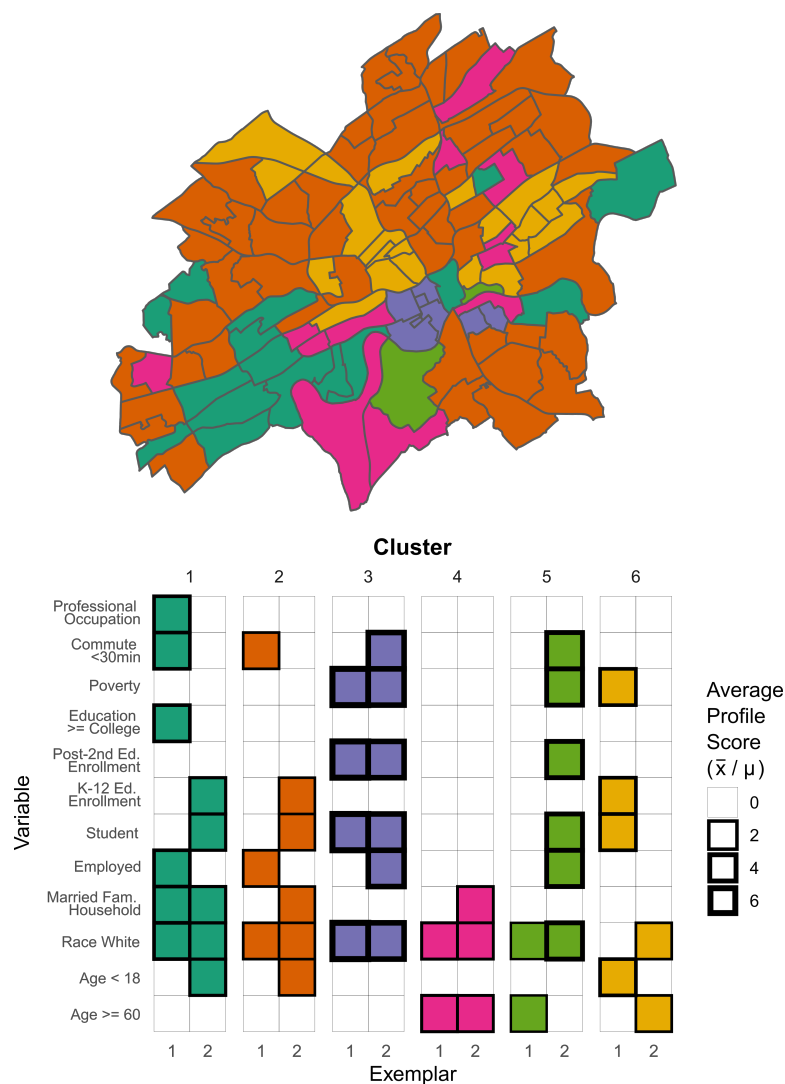 Cluster
1 2 3 4 5 6
Professional
Occupation
Commute
<30min
Poverty
Education
>= College
Post-2nd Ed.
Enrollment
K-12 Ed.
Enrollment
Student
Employed
Married Fam.
Household
Race White
Age < 18
Age >= 60
Variable
1 2 1 2 1 2 1 2 1 2 1 2
Exemplar
Average
Profile
Score
(x̅ / μ)
0
2
4
6